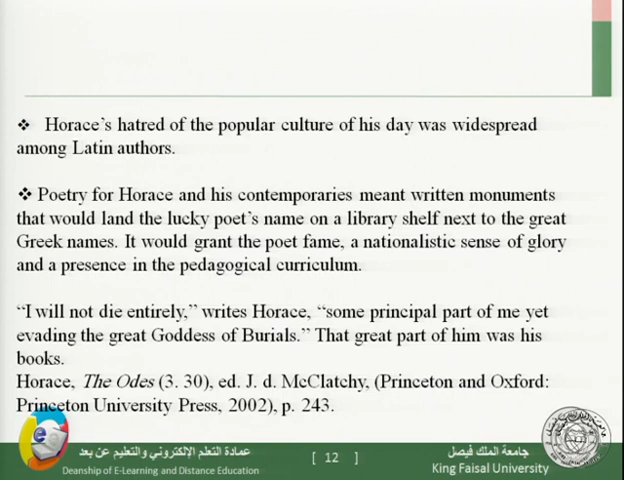 ❖ Horace's hatred of the popular culture of his day was widespread
among Latin authors.
❖ Poetry for Horace and his contemporaries meant written monuments
that would land the lucky poet's name on a library shelf next to the great
Greek names. It would grant the poet fame, a nationalistic sense of glory
and a presence in the pedagogical curriculum.
“I will not die entirely,” writes Horace, “some principal part of me yet
evading the great Goddess of Burials.” That great part of him was his
books.
Horace, The Odes (3. 30), ed. J. d. McClatchy, (Princeton and Oxford:
Princeton University Press, 2002), p. 243.
عمادة التعلم الإلكتروني والتعليم عن بعد
Deanship of E-Learning and Distance Education
[ 12 ]
جامعة الملك فيصل
King Faisal University